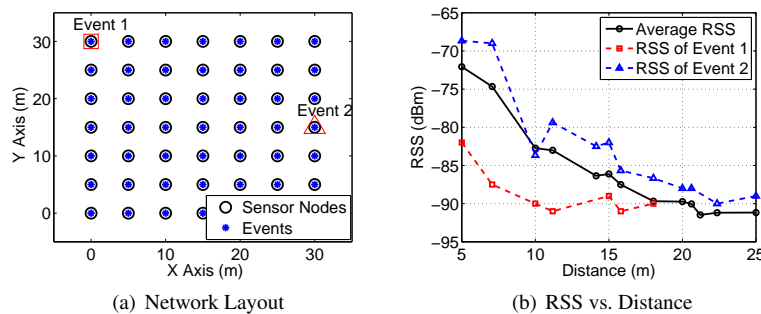 Event 1
Event 2
30
20
10
0
Y Axis (m)
0
10
20
30
X Axis (m)
Sensor Nodes
Events
(a) Network Layout
−65
−70
−75
−80
−85
−90
−95
RSS (dBm)
5
10
15
20
25
Distance (m)
Average RSS
RSS of Event 1
RSS of Event 2
(b) RSS vs. Distance